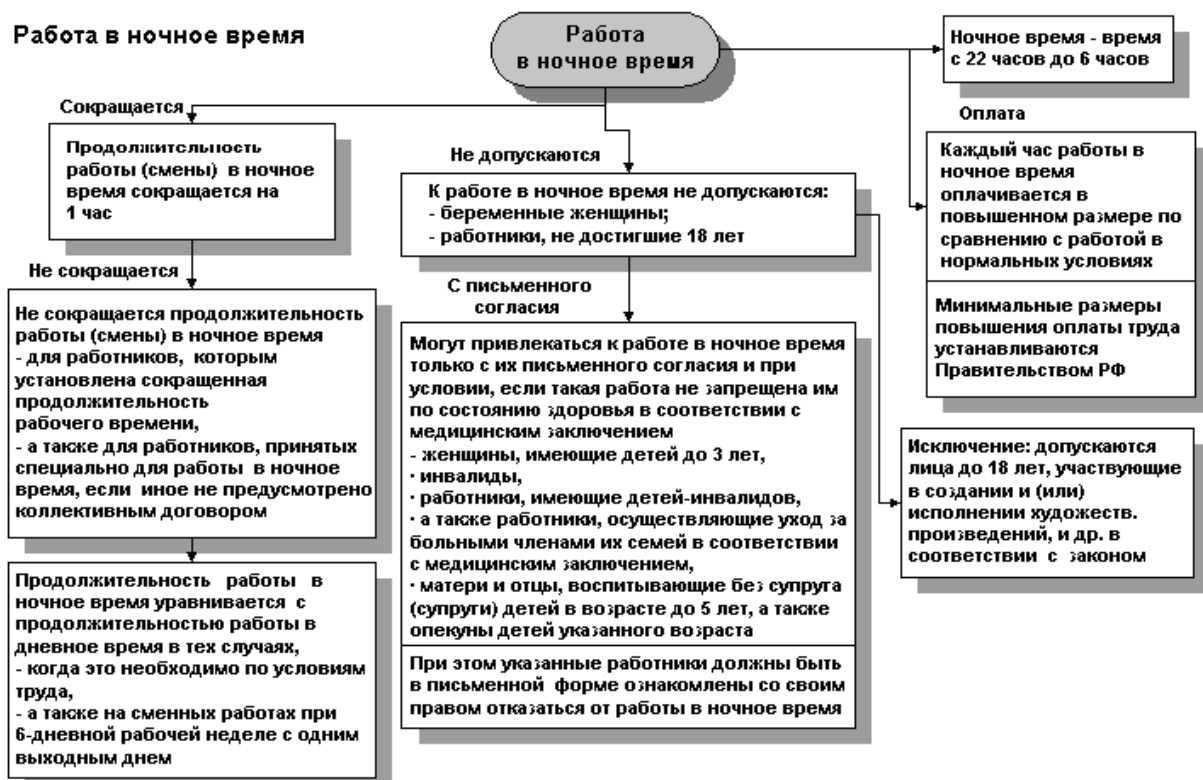 Работа в ночное время
Работа
в ночное время
Ночное время - время
с 22 часов до 6 часов
Сокращается
Продолжительность
работы (смены) в ночное
время сокращается на
1 час
Не сокращается
Не сокращается продолжительность
работы (смены) в ночное время
- для работников, которым
установлена сокращенная
продолжительность
рабочего времени,
- а также для работников, принятых
специально для работы в ночное
время, если иное не предусмотрено
коллективным договором
Продолжительность работы в
ночное время уравнивается с
продолжительностью работы в
дневное время в тех случаях,
- когда это необходимо по условиям
труда,
- а также на сменных работах при
6-дневной рабочей неделе с одним
выходным днем
Не допускаются
К работе в ночное время не допускаются:
- беременные женщины;
- работники, не достигшие 18 лет
С письменного
согласия
Могут привлекаться к работе в ночное время
только с их письменного согласия и при
условии, если такая работа не запрещена им
по состоянию здоровья в соответствии с
медицинским заключением
- женщины, имеющие детей до 3 лет,
· инвалиды,
· работники, имеющие детей-инвалидов,
· а также работники, осуществляющие уход за
больными членами их семей в соответствии
с медицинским заключением,
· матери и отцы, воспитывающие без супруга
(супруги) детей в возрасте до 5 лет, а также
опекуны детей указанного возраста
При этом указанные работники должны быть
в письменной форме ознакомлены со своим
правом отказаться от работы в ночное время
Оплата
Каждый час работы в
ночное время
оплачивается в
повышенном размере по
сравнению с работой в
нормальных условиях
Минимальные размеры
повышения оплаты труда
устанавливаются
Правительством РФ
Исключение: допускаются
лица до 18 лет, участвующие
в создании и (или)
исполнении художеств.
произведений, и др. в
соответствии с законом